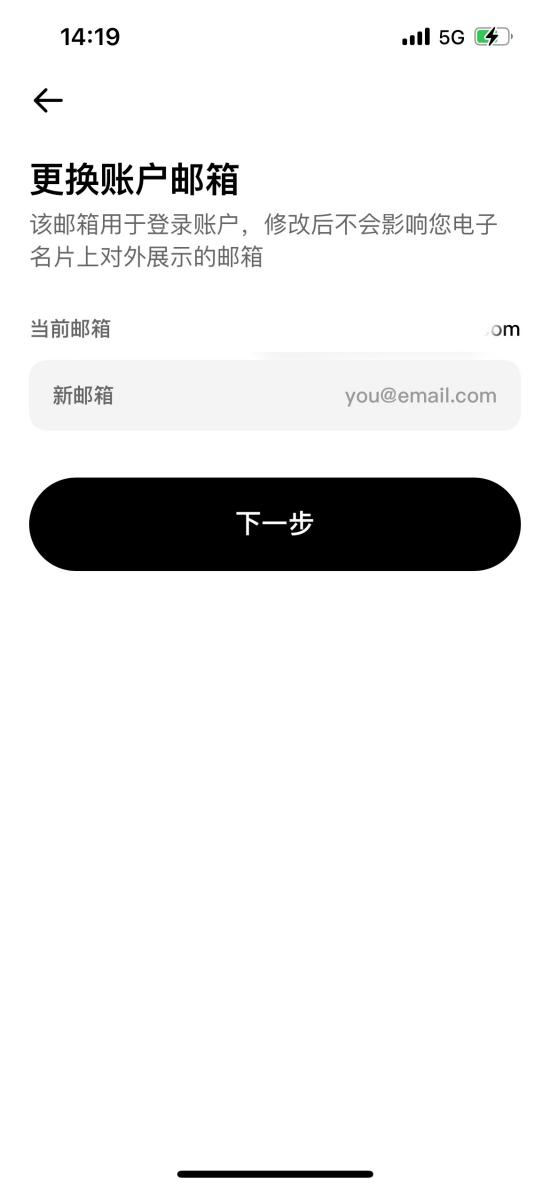 14:19 5G
更换账户邮箱
该邮箱用于登录账户，修改后不会影响您电子
名片上对外展示的邮箱
当前邮箱 om
新邮箱 you@email.com
下一步